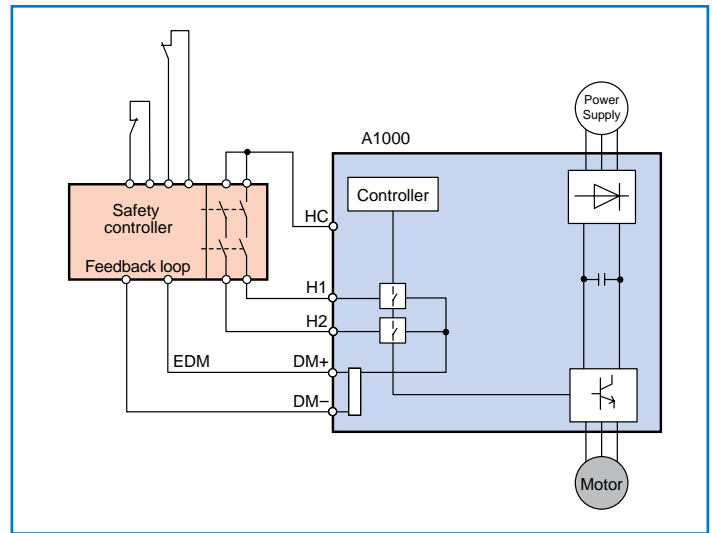 Power
Supply
A1000
Controller
Safety
controller
HC
Feedback loop
H1
H2
EDM
DM+
DM−
Motor